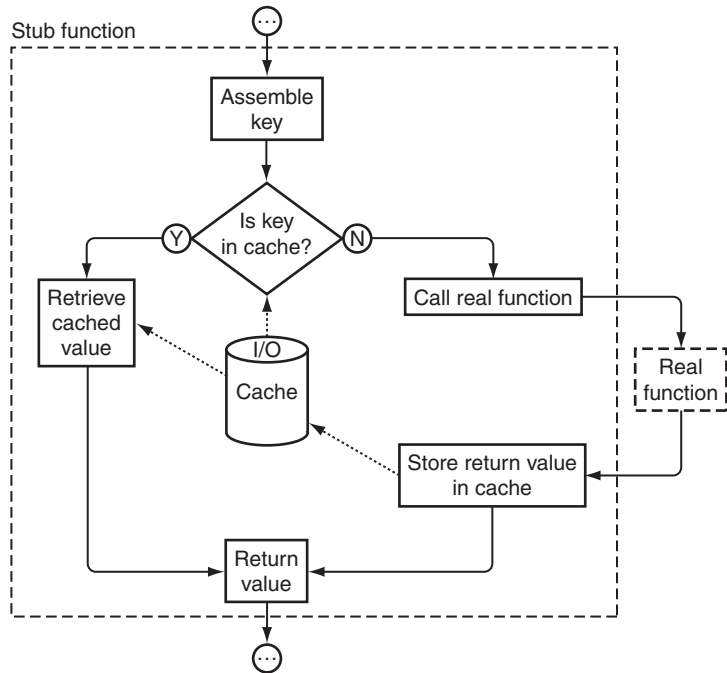 ...
Stub function
Assemble
key
Is key
in cache?
Y
N
Retrieve
cached
value
Call real function
I/O
Cache
Real
function
Store return value
in cache
Return
value
...